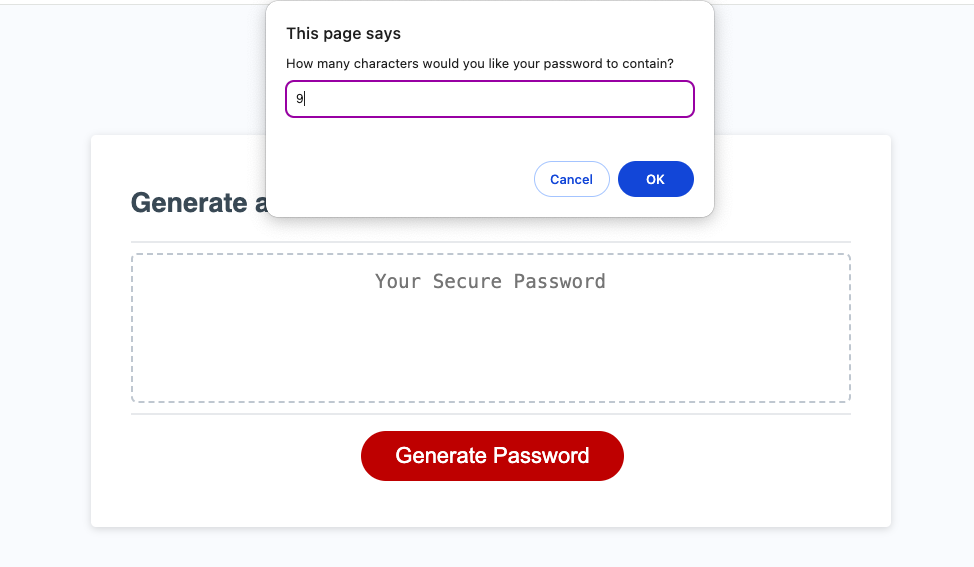 This page says
How many characters would you like your password to contain?
9
Cancel
OK
Generate a
Your Secure Password
Generate Password